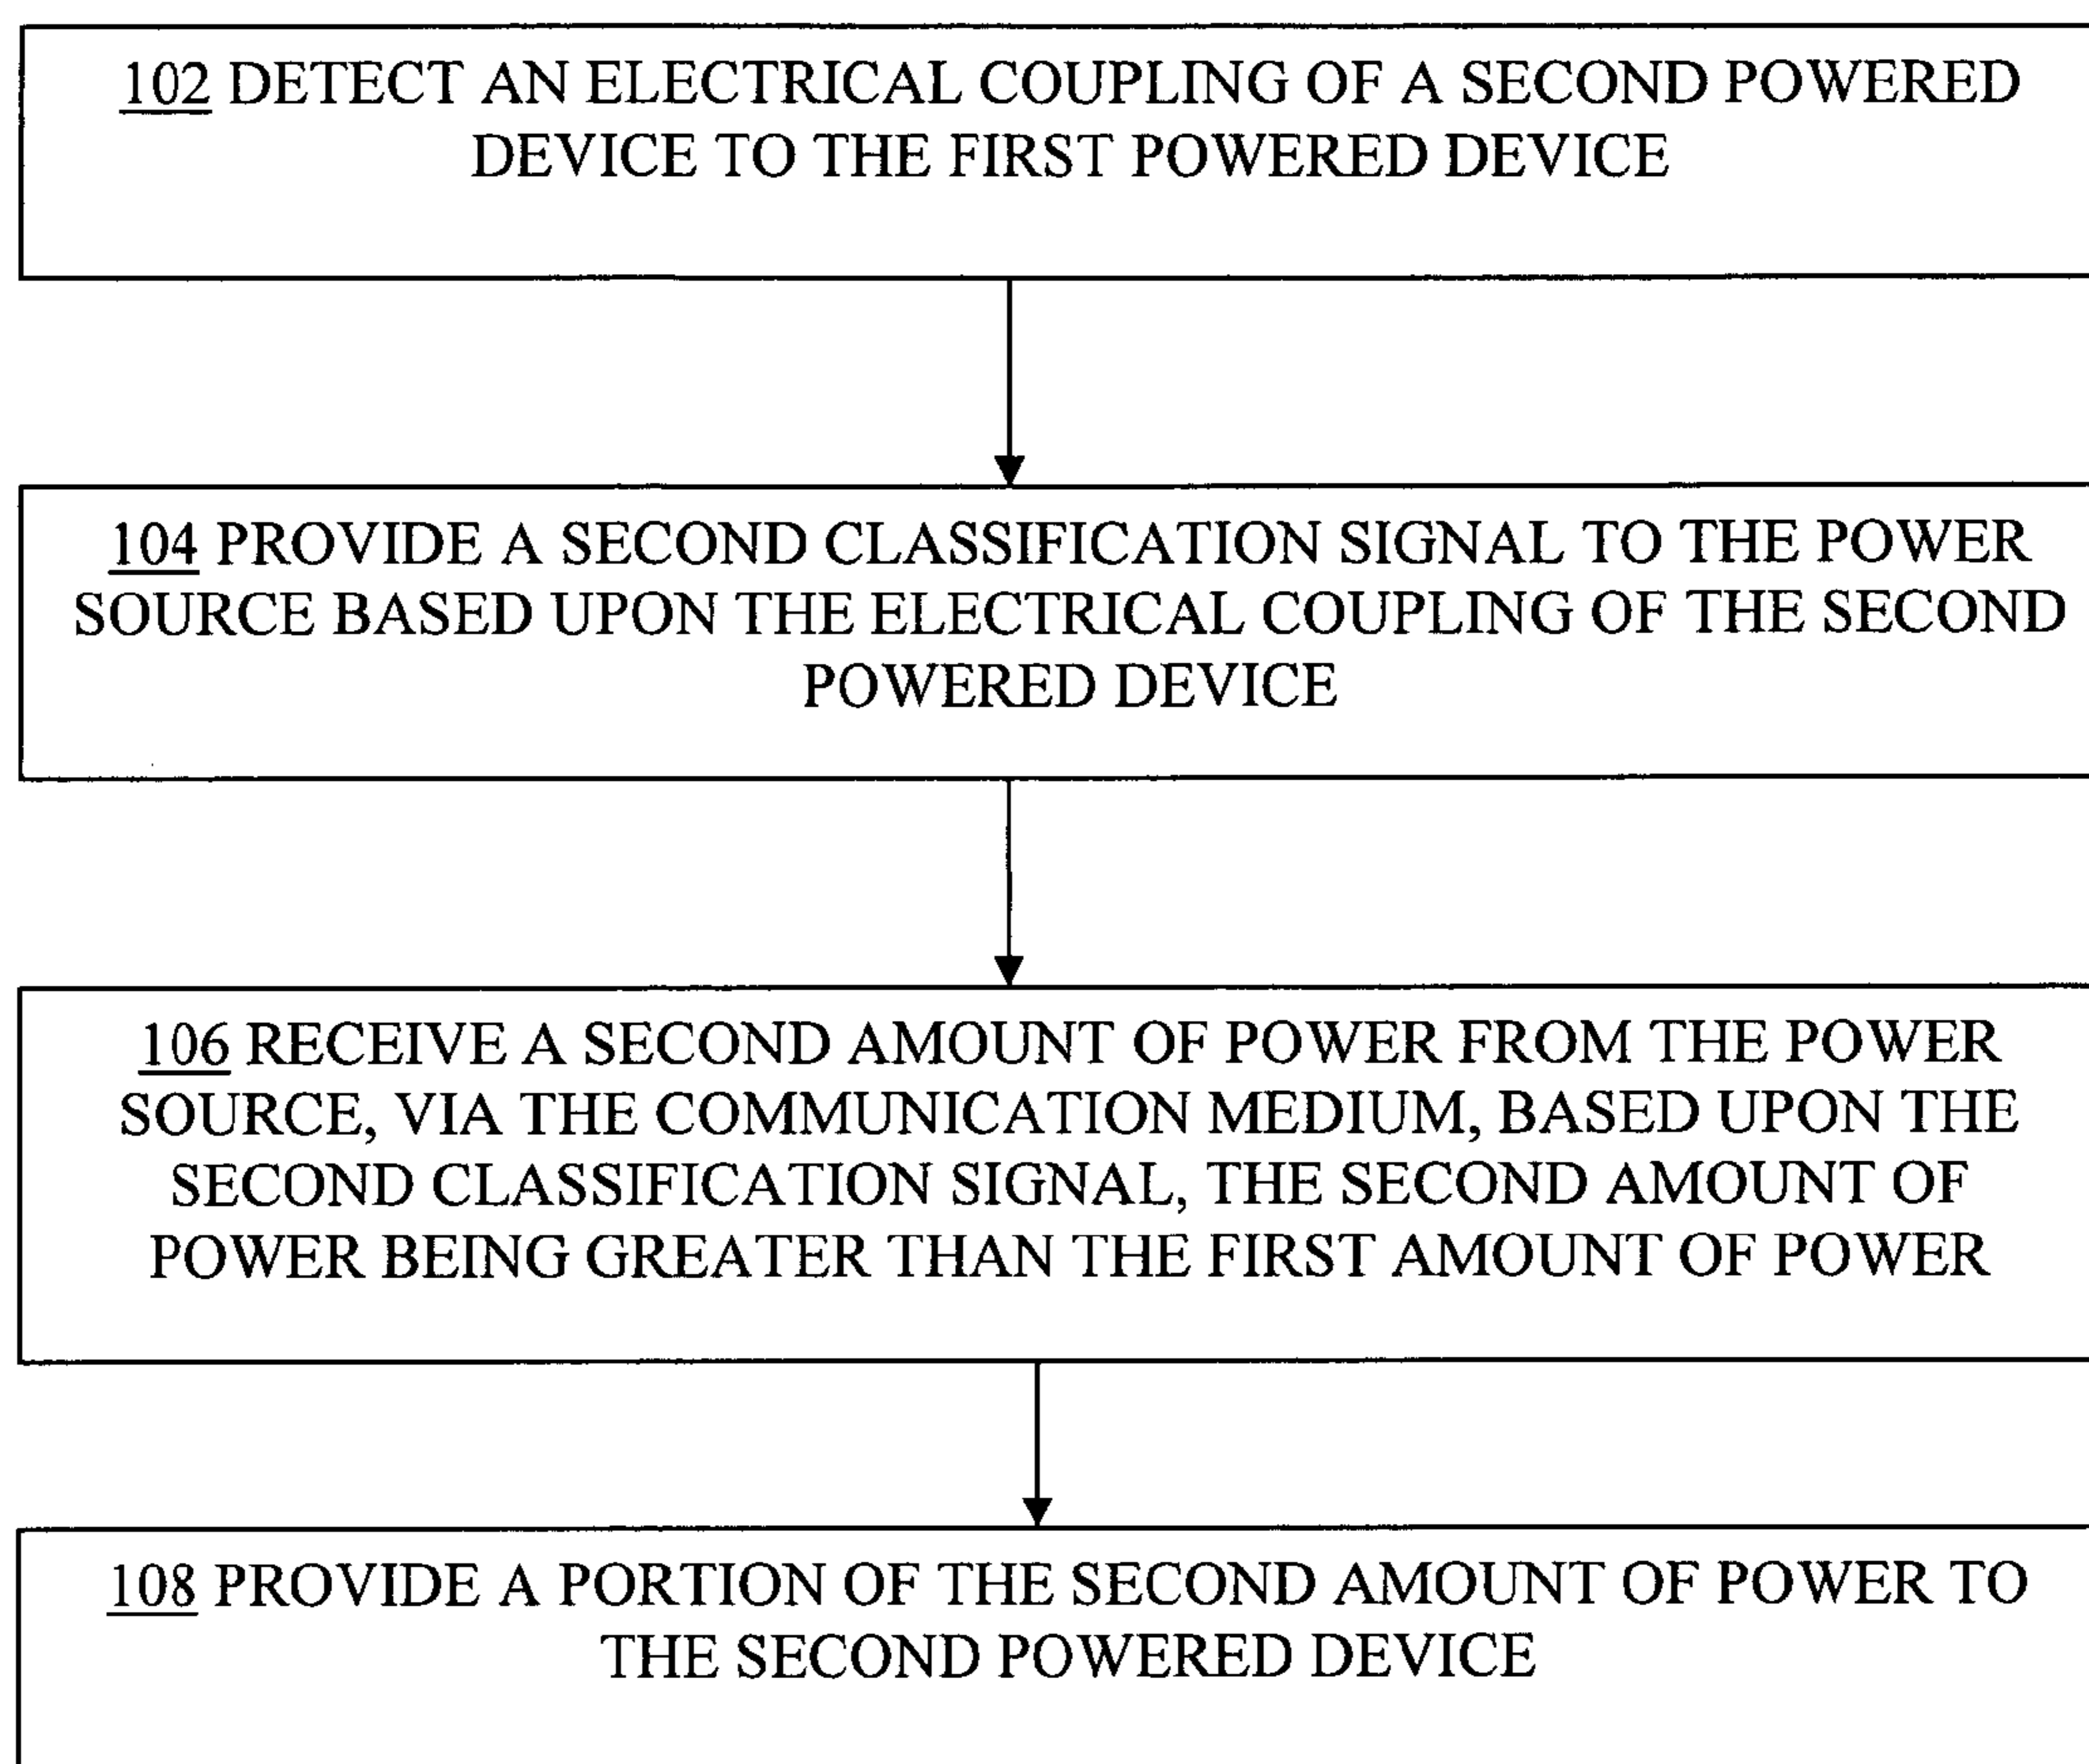 102 DETECT AN ELECTRICAL COUPLING OF A SECOND POWERED
DEVICE TO THE FIRST POWERED DEVICE
104 PROVIDE A SECOND CLASSIFICATION SIGNAL TO THE POWER
SOURCE BASED UPON THE ELECTRICAL COUPLING OF THE SECOND
POWERED DEVICE
106 RECEIVE A SECOND AMOUNT OF POWER FROM THE POWER
SOURCE, VIA THE COMMUNICATION MEDIUM, BASED UPON THE
SECOND CLASSIFICATION SIGNAL, THE SECOND AMOUNT OF
POWER BEING GREATER THAN THE FIRST AMOUNT OF POWER
108 PROVIDE A PORTION OF THE SECOND AMOUNT OF POWER TO
THE SECOND POWERED DEVICE